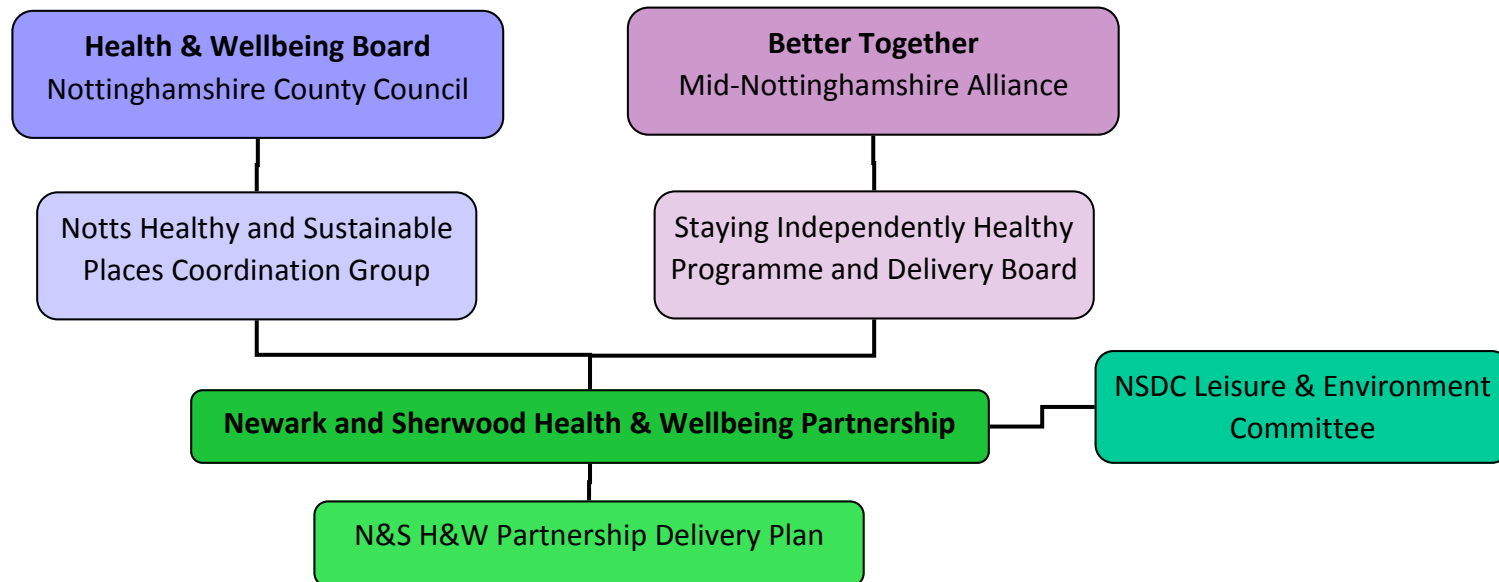 Health & Wellbeing Board
Nottinghamshire County Council
Better Together
Mid-Nottinghamshire Alliance
Notts Healthy and Sustainable
Places Coordination Group
Staying Independently Healthy
Programme and Delivery Board
Newark and Sherwood Health & Wellbeing Partnership
NSDC Leisure & Environment
Committee
N&S H&W Partnership Delivery Plan